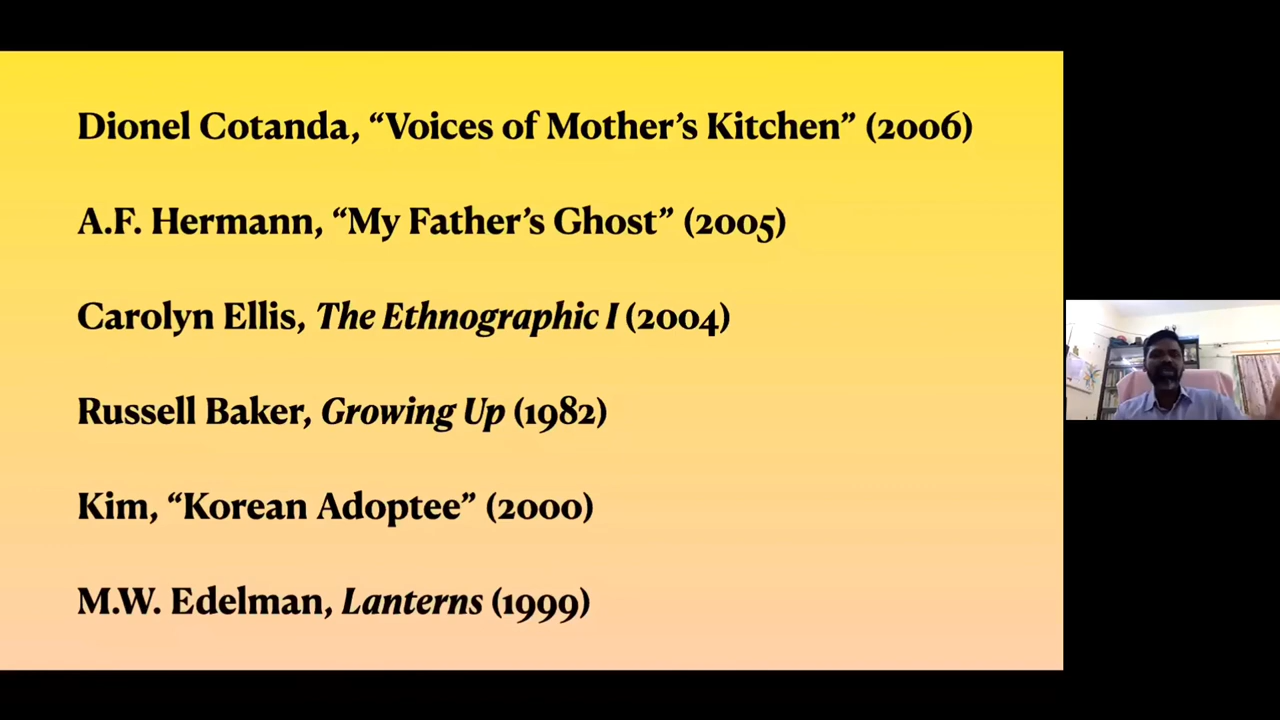 Dionel Cotanda, “Voices of Mother’s Kitchen” (2006)
A.F. Hermann, “My Father’s Ghost” (2005)
Carolyn Ellis, The Ethnographic I (2004)
Russell Baker, Growing Up (1982)
Kim, “Korean Adoptee” (2000)
M.W. Edelman, Lanterns (1999)